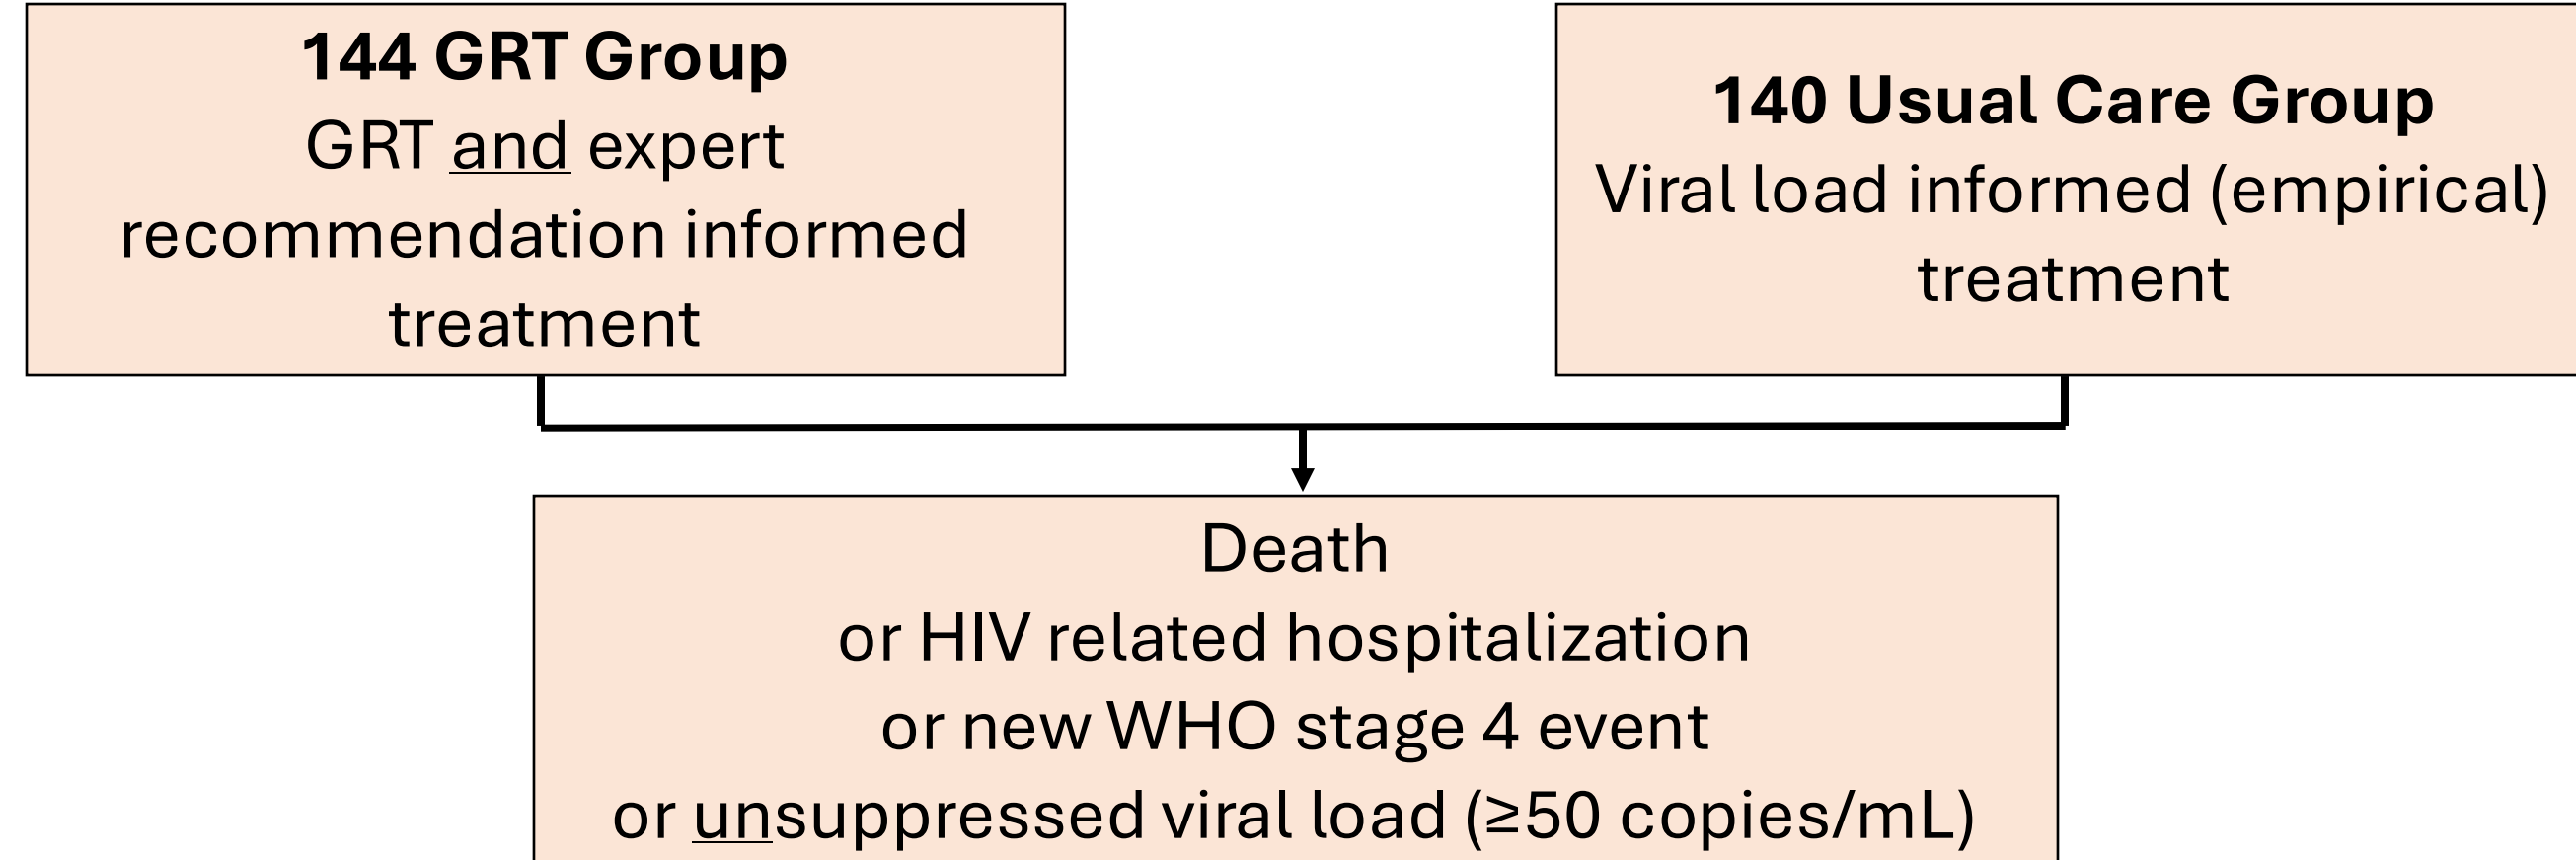 144 GRT Group
GRT and expert
recommendation informed
treatment
140 Usual Care Group
Viral load informed (empirical)
treatment
Death
or HIV related hospitalization
or new WHO stage 4 event
or unsuppressed viral load (≥50 copies/mL)